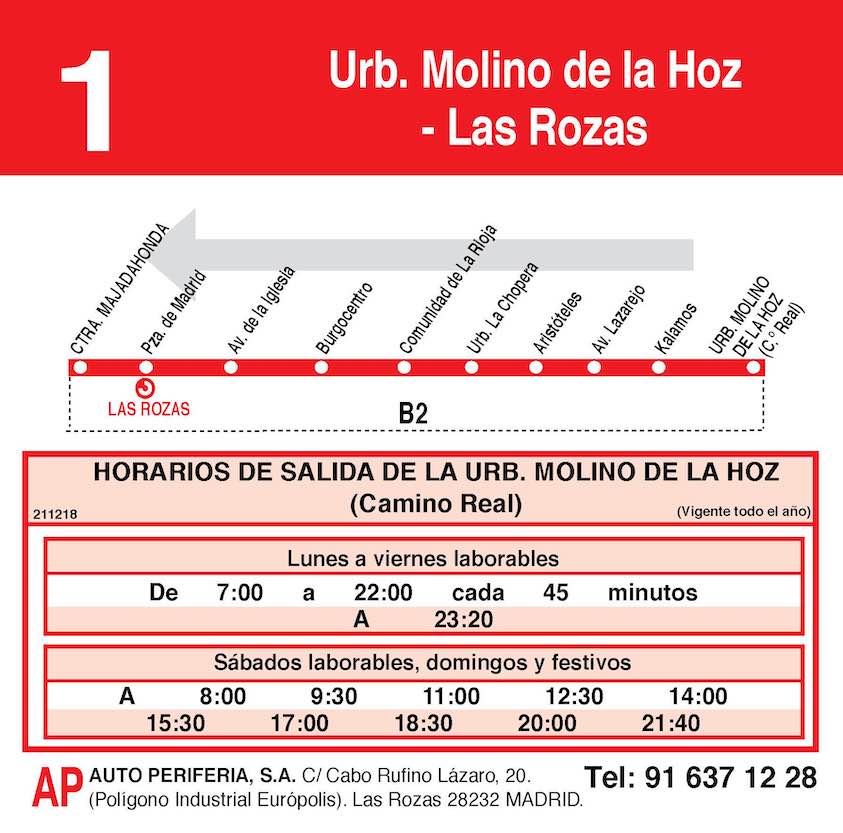 1
Urb. Molino de la Hoz
- Las Rozas
CTRA. MAJADAHONDA
Pza. de Madrid
Av. de la Iglesia
Burgocentro
Comunidad de La Rioja
Urb. La Chopera
Aristóteles
Av. Lazarejo
Kalamos
URB. MOLINO
DE LA HOZ
(C.º Real)
LAS ROZAS
B2
HORARIOS DE SALIDA DE LA URB. MOLINO DE LA HOZ
(Camino Real)
211218
(Vigente todo el año)
Lunes a viernes laborables
De 7:00 a 22:00 cada 45 minutos
A 23:20
Sábados laborables, domingos y festivos
A 8:00 9:30 11:00 12:30 14:00
15:30 17:00 18:30 20:00 21:40
AP AUTO PERIFERIA, S.A. C/ Cabo Rufino Lázaro, 20. Tel: 91 637 12 28
(Polígono Industrial Európolis). Las Rozas 28232 MADRID.